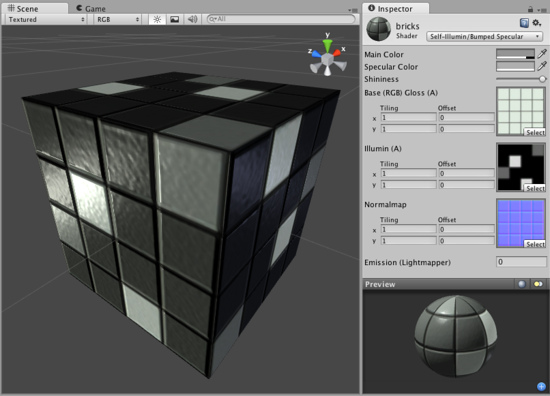 Scene
Game
Textured
RGB
All
y
x
z
Inspector
bricks
Shader
Self-Illumin/Bumped Specular
Main Color
Specular Color
Shininess
Base (RGB) Gloss (A)
Tiling Offset
x 1 0
y 1 0
Select
Illumin (A)
Tiling Offset
x 1 0
y 1 0
Select
Normalmap
Tiling Offset
x 1 0
y 1 0
Select
Emission (Lightmapper) 0
Preview